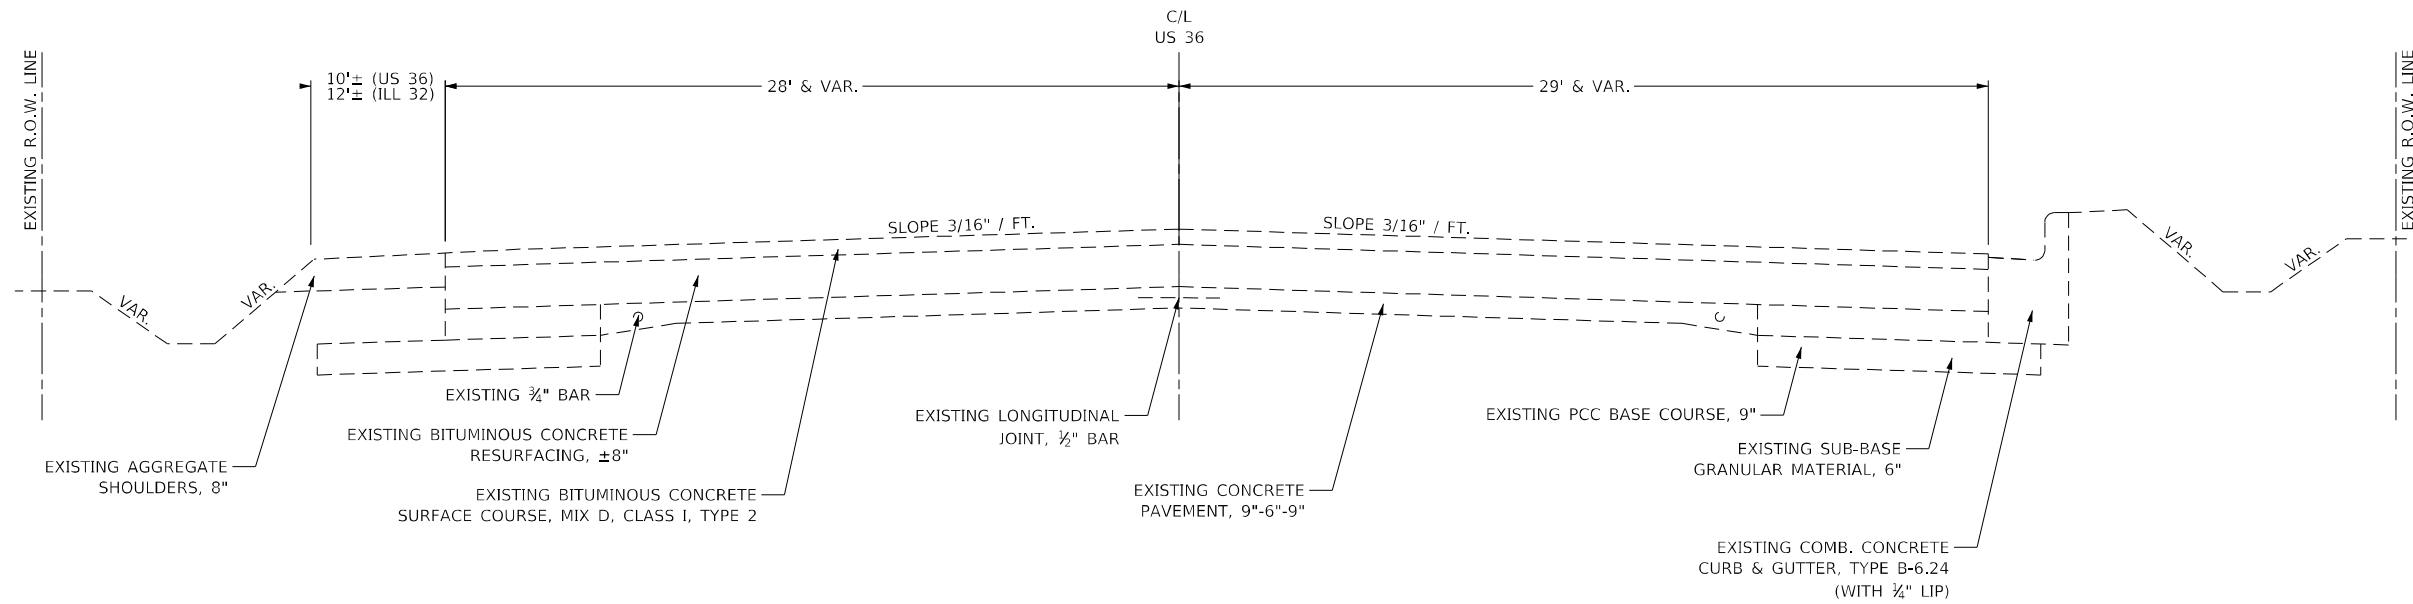 C/L
US 36
EXISTING R.O.W. LINE
10'± (US 36)
12'± (ILL 32)
28' & VAR.
29' & VAR.
EXISTING R.O.W. LINE
SLOPE 3/16" / FT.
SLOPE 3/16" / FT.
VAR.
VAR.
VAR.
VAR.
EXISTING ¾" BAR
EXISTING BITUMINOUS CONCRETE
RESURFACING, ±8"
EXISTING AGGREGATE
SHOULDERS, 8"
EXISTING BITUMINOUS CONCRETE
SURFACE COURSE, MIX D, CLASS I, TYPE 2
EXISTING LONGITUDINAL
JOINT, ½" BAR
EXISTING CONCRETE
PAVEMENT, 9"-6"-9"
EXISTING PCC BASE COURSE, 9"
EXISTING SUB-BASE
GRANULAR MATERIAL, 6"
EXISTING COMB. CONCRETE
CURB & GUTTER, TYPE B-6.24
(WITH ¼" LIP)